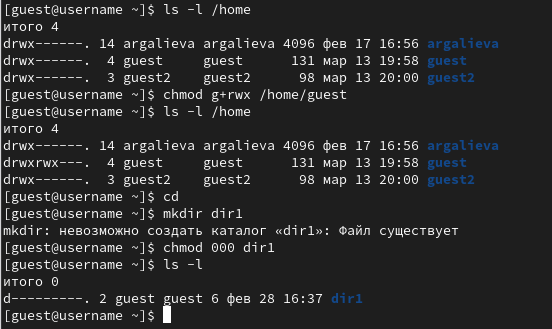 [guest@username ~]$ ls -l /home
итого 4
drwx------. 14 argalieva argalieva 4096 фев 17 16:56 argalieva
drwx------.  4 guest     guest      131 мар 13 19:58 guest
drwx------.  3 guest2    guest2      98 мар 13 20:00 guest2
[guest@username ~]$ chmod g+rwx /home/guest
[guest@username ~]$ ls -l /home
итого 4
drwx------. 14 argalieva argalieva 4096 фев 17 16:56 argalieva
drwxrwx---.  4 guest     guest      131 мар 13 19:58 guest
drwx------.  3 guest2    guest2      98 мар 13 20:00 guest2
[guest@username ~]$ cd
[guest@username ~]$ mkdir dir1
mkdir: невозможно создать каталог «dir1»: Файл существует
[guest@username ~]$ chmod 000 dir1
[guest@username ~]$ ls -l
итого 0
d---------. 2 guest guest 6 фев 28 16:37 dir1
[guest@username ~]$